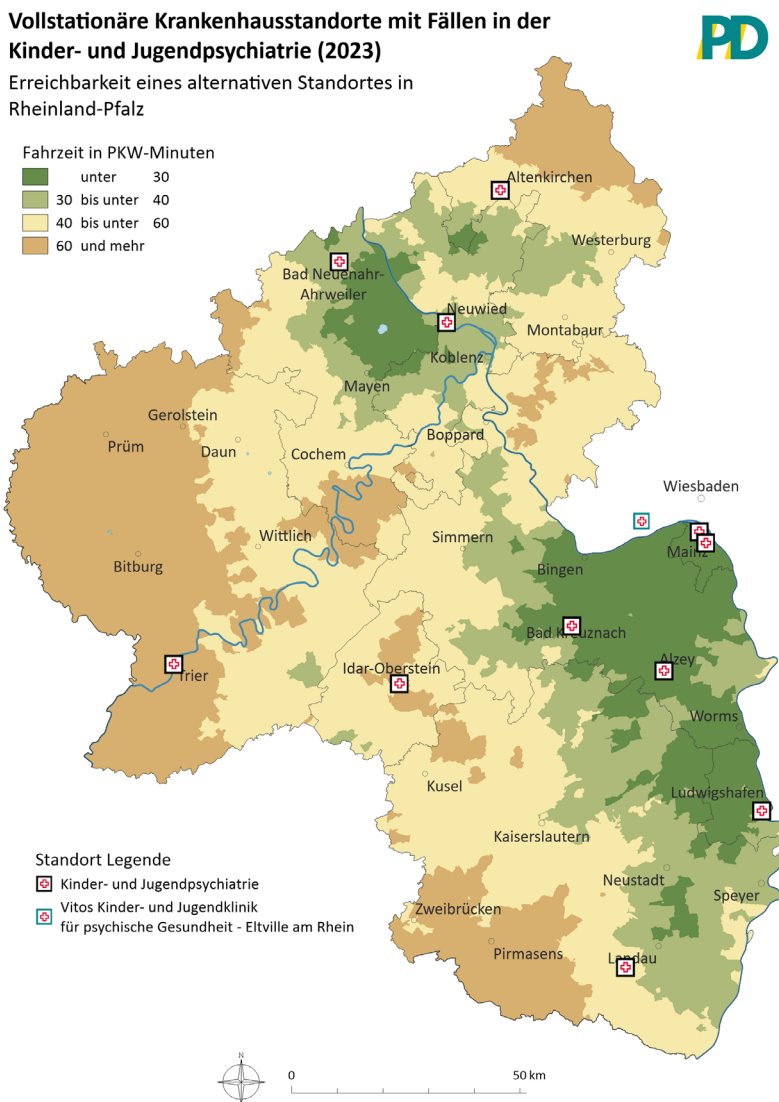 Vollstationäre Krankenhausstandorte mit Fällen in der
Kinder- und Jugendpsychiatrie (2023)
PD
Erreichbarkeit eines alternativen Standortes in
Rheinland-Pfalz
Fahrzeit in PKW-Minuten
unter 30
30 bis unter 40
40 bis unter 60
60 und mehr
Altenkirchen
Westerburg
Bad Neuenahr-
Ahrweiler
Neuwied
Montabaur
Koblenz
Mayen
Gerolstein
Boppard
Prüm
Daun
Cochem
Wiesbaden
Wittlich
Simmern
Mainz
Bitburg
Bingen
Bad Kreuznach
Alzey
Idar-Oberstein
Trier
Worms
Kusel
Ludwigshafen
Kaiserslautern
Standort Legende
Kinder- und Jugendpsychiatrie
Vitos Kinder- und Jugendklinik
für psychische Gesundheit - Eltville am Rhein
Neustadt
Speyer
Zweibrücken
Pirmasens
Landau
N
0 50 km